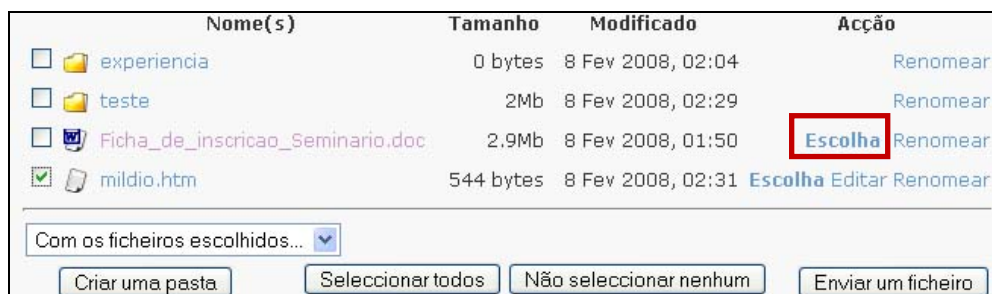 Nome(s) Tamanho Modificado Acção
experiencia 0 bytes 8 Fev 2008, 02:04 Renomear
teste 2Mb 8 Fev 2008, 02:29 Renomear
Ficha_de_inscricao_Seminario.doc 2.9Mb 8 Fev 2008, 01:50 Escolha Renomear
mildio.htm 544 bytes 8 Fev 2008, 02:31 Escolha Editar Renomear
Com os ficheiros escolhidos...
Criar uma pasta Seleccionar todos Não seleccionar nenhum Enviar um ficheiro